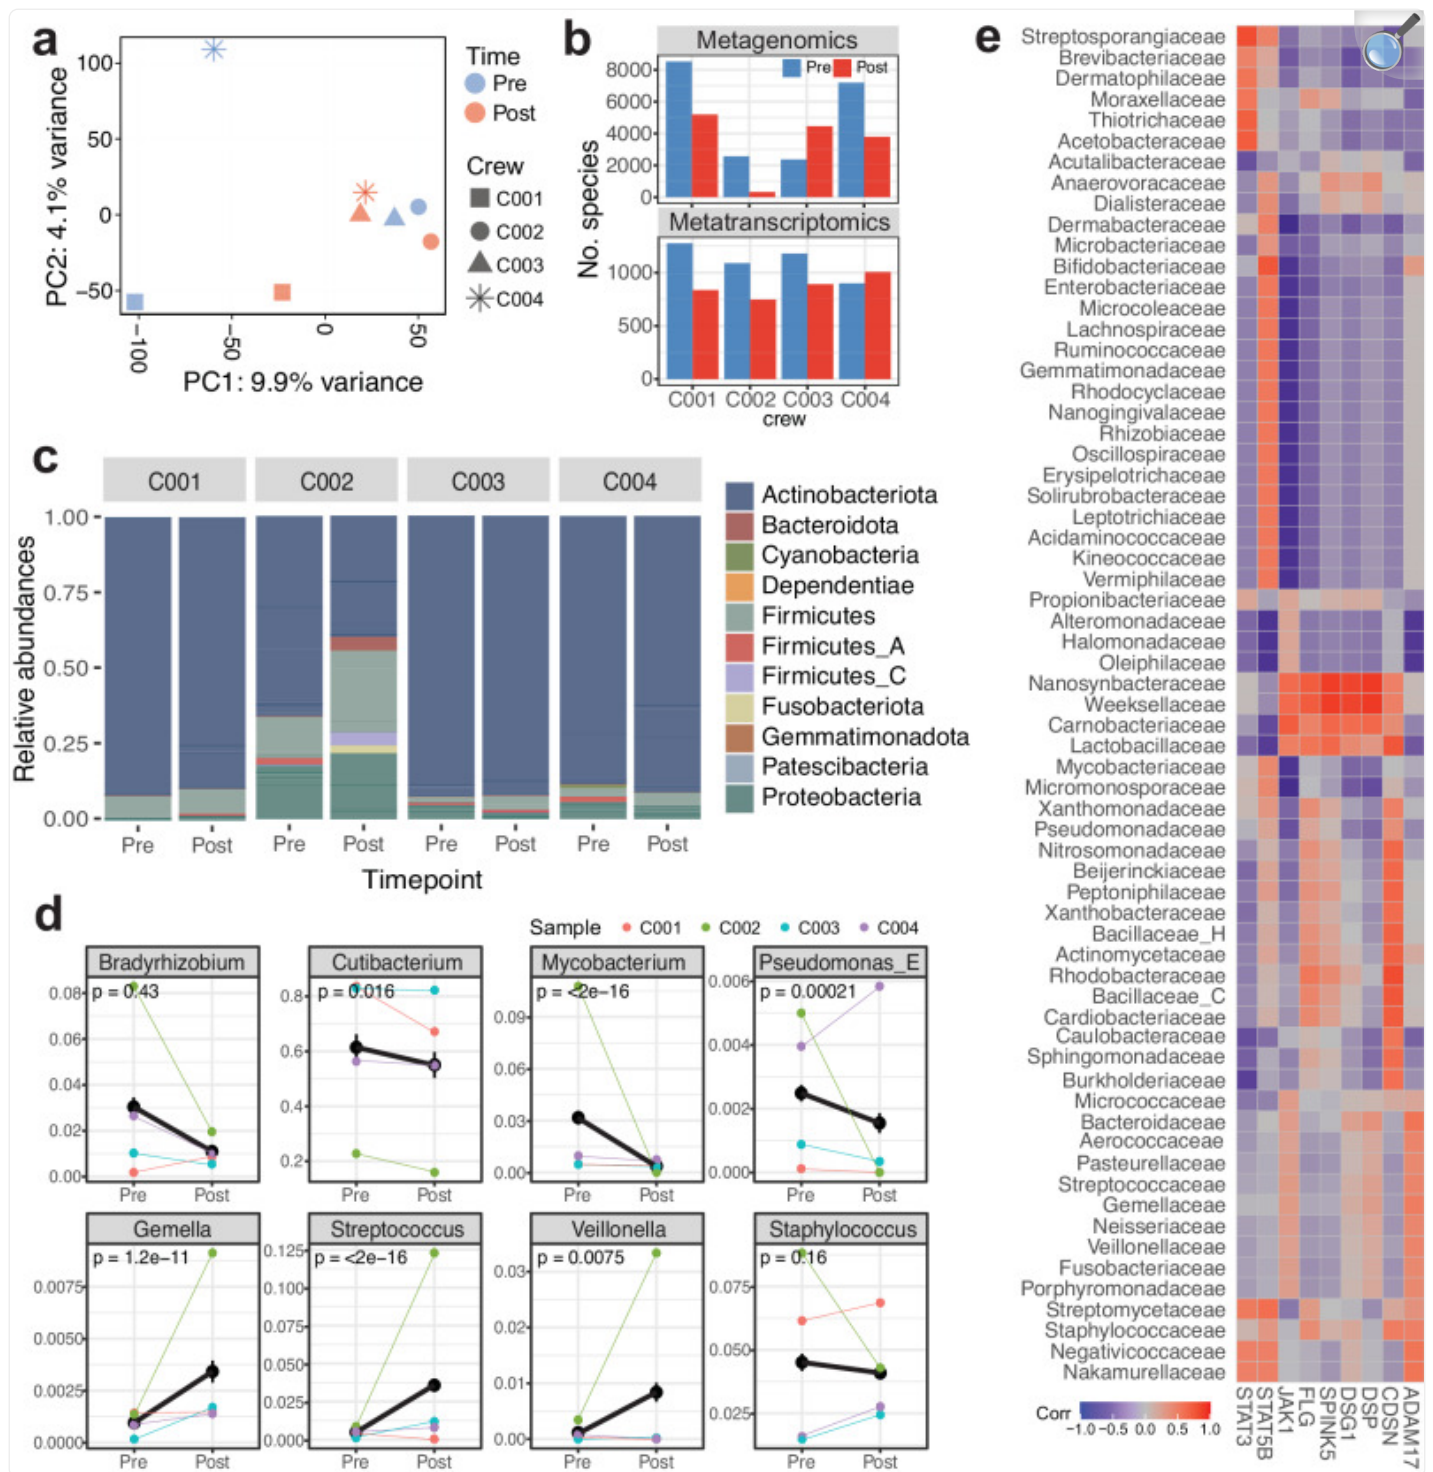 a
PC2: 4.1% variance
100
50
0
−50
−100
−50
0
50
PC1: 9.9% variance
Time
Pre
Post
Crew
C001
C002
C003
C004
b
No. species
Metagenomics
Pre Post
8000
6000
4000
2000
0
Metatranscriptomics
1000
500
0
C001 C002 C003 C004
crew
c
C001 C002 C003 C004
Relative abundances
1.00
0.75
0.50
0.25
0.00
Pre Post Pre Post Pre Post Pre Post
Timepoint
Actinobacteriota
Bacteroidota
Cyanobacteria
Dependentiae
Firmicutes
Firmicutes_A
Firmicutes_C
Fusobacteriota
Gemmatimonadota
Patescibacteria
Proteobacteria
d
Sample C001 C002 C003 C004
Bradyrhizobium
p = 0.43
0.08
0.06
0.04
0.02
0.00
Pre Post
Cutibacterium
p = 0.016
0.8
0.6
0.4
0.2
Pre Post
Mycobacterium
p = <2e−16
0.09
0.06
0.03
0.00
Pre Post
Pseudomonas_E
p = 0.00021
0.006
0.004
0.002
0.000
Pre Post
Gemella
p = 1.2e−11
0.0075
0.0050
0.0025
0.0000
Pre Post
Streptococcus
p = <2e−16
0.125
0.100
0.075
0.050
0.025
0.000
Pre Post
Veillonella
p = 0.0075
0.03
0.02
0.01
0.00
Pre Post
Staphylococcus
p = 0.16
0.075
0.050
0.025
Pre Post
e
Streptosporangiaceae
Brevibacteriaceae
Dermatophilaceae
Moraxellaceae
Thiotrichaceae
Acetobacteraceae
Acutalibacteraceae
Anaerovoracaceae
Dialisteraceae
Dermabacteraceae
Microbacteriaceae
Bifidobacteriaceae
Enterobacteriaceae
Microcoleaceae
Lachnospiraceae
Ruminococcaceae
Gemmatimonadaceae
Rhodocyclaceae
Nanogingivalaceae
Rhizobiaceae
Oscillospiraceae
Erysipelotrichaceae
Solirubrobacteraceae
Leptotrichiaceae
Acidaminococcaceae
Kineococcaceae
Vermiphilaceae
Propionibacteriaceae
Alteromonadaceae
Halomonadaceae
Oleiphilaceae
Nanosynbacteraceae
Weeksellaceae
Carnobacteriaceae
Lactobacillaceae
Mycobacteriaceae
Micromonosporaceae
Xanthomonadaceae
Pseudomonadaceae
Nitrosomonadaceae
Beijerinckiaceae
Peptoniphilaceae
Xanthobacteraceae
Bacillaceae_H
Actinomycetaceae
Rhodobacteraceae
Bacillaceae_C
Cardiobacteriaceae
Caulobacteraceae
Sphingomonadaceae
Burkholderiaceae
Micrococcaceae
Bacteroidaceae
Aerococcaceae
Pasteurellaceae
Streptococcaceae
Gemellaceae
Neisseriaceae
Veillonellaceae
Fusobacteriaceae
Porphyromonadaceae
Streptomycetaceae
Staphylococcaceae
Negativicoccaceae
Nakamurellaceae
STAT3
STAT5B
JAK1
FLG
SPINK5
DSG1
DSP
CDSN
ADAM17
Corr
−1.0 −0.5 0.0 0.5 1.0